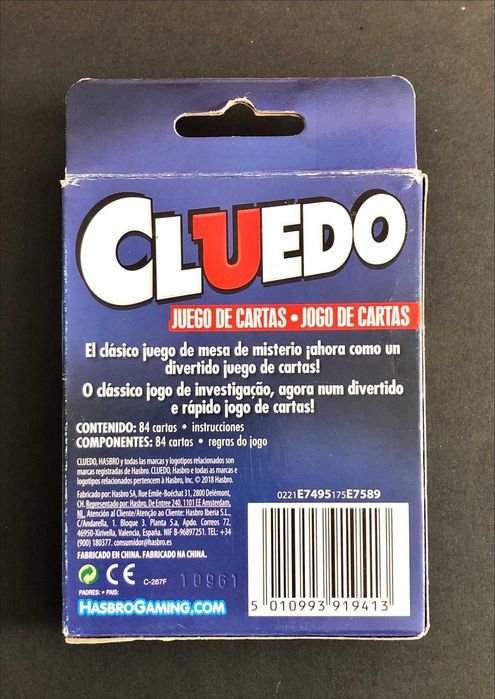 CLUEDO
JUEGO DE CARTAS • JOGO DE CARTAS
El clásico juego de mesa de misterio ¡ahora como un
divertido juego de cartas!
O clássico jogo de investigação, agora num divertido
e rápido jogo de cartas!
CONTENIDO: 84 cartas • instrucciones
COMPONENTES: 84 cartas • regras do jogo
CLUEDO, HASBRO y todas las marcas y logotipos relacionados son
marcas registradas de Hasbro. CLUEDO, Hasbro e todas as marcas e
logotipos relacionados pertencem à Hasbro, Inc. © 2018 Hasbro.
Fabricado por: Hasbro SA, Rue Emile-Boéchat 31, 2800 Delémont,
CH. Representado por: Hasbro. De Entree 240. 1101 EE Amsterdam,
NL. Atención al Cliente/Atenção ao Cliente: Hasbro Iberia S.L.
C/Andarella, 1. Bloque 3. Planta 5.a, Apdo. Correos 72,
46950-Xirivella, Valencia, España. NIF B-96897251. TEL: +34
(900) 180377. consumidor@hasbro.es
FABRICADO EN CHINA. FABRICADO NA CHINA.
CE
C-267F
10961
PADRES: • PAIS:
HASBROGAMING.COM
0221E7495175E7589
5 010993 919413